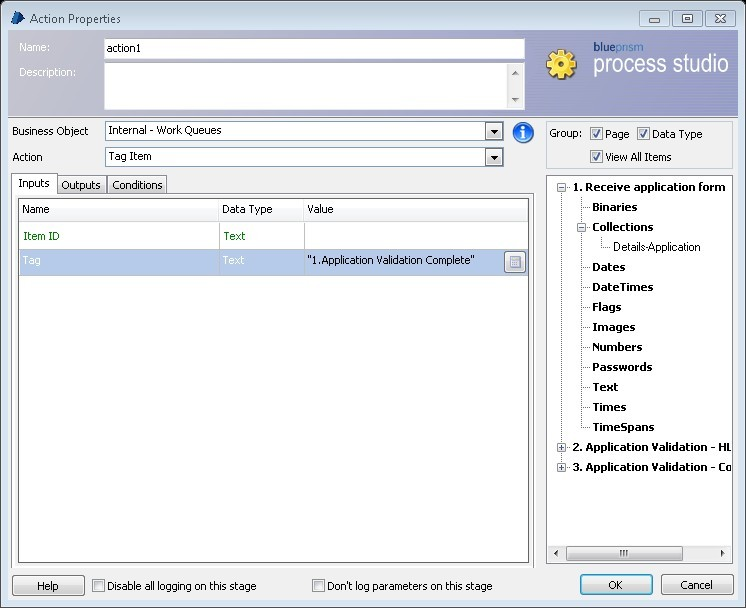 Action Properties
Name:
action1
blueprism
process studio
Description:
Business Object
Internal - Work Queues
Group:
Page
Data Type
View All Items
Action
Tag Item
Inputs
Outputs
Conditions
Name Data Type Value
Item ID Text
Tag Text "1.Application Validation Complete"
1. Receive application form
Binaries
Collections
Details-Application
Dates
DateTimes
Flags
Images
Numbers
Passwords
Text
Times
TimeSpans
2. Application Validation - HL
3. Application Validation - Co
Help
Disable all logging on this stage
Don't log parameters on this stage
OK
Cancel